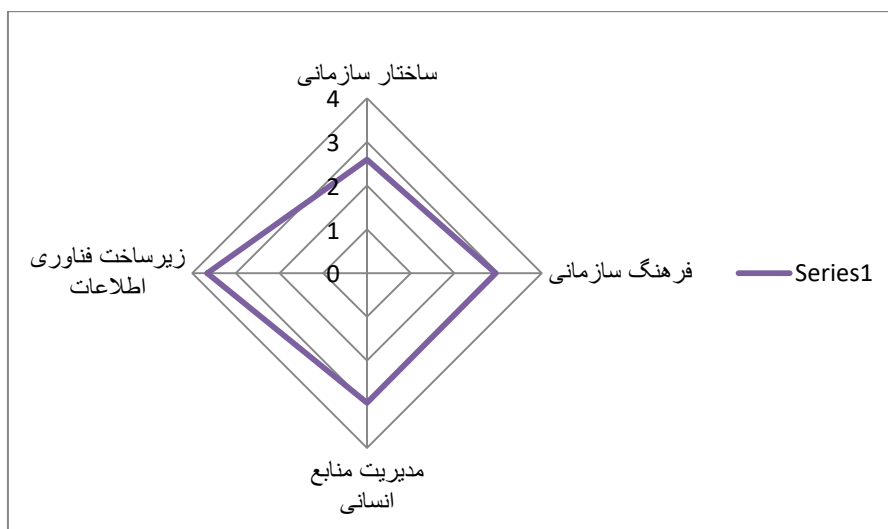 ساختار سازمانی
4
3
2
1
0
فرهنگ سازمانی
مدیریت منابع
انسانی
زیرساخت فناوری
اطلاعات
Series1